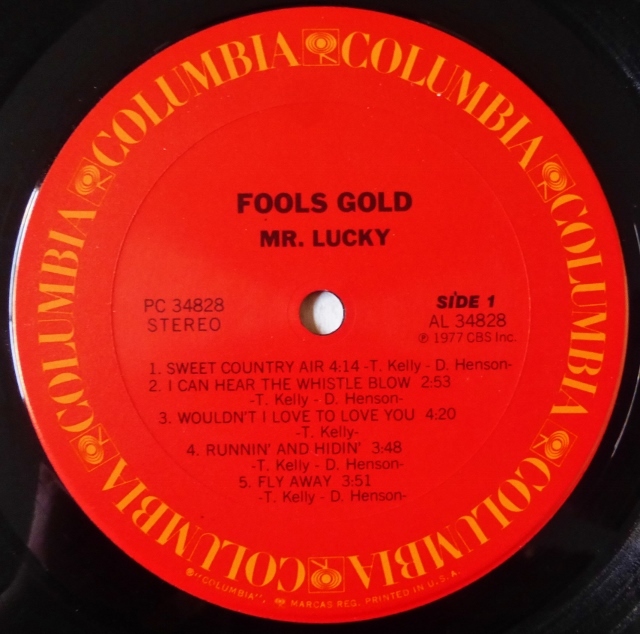 COLUMBIA COLUMBIA COLUMBIA COLUMBIA COLUMBIA COLUMBIA
FOOLS GOLD
MR. LUCKY
PC 34828
STEREO
SIDE 1
AL 34828
℗ 1977 CBS Inc.
1. SWEET COUNTRY AIR 4:14 -T. Kelly - D. Henson-
2. I CAN HEAR THE WHISTLE BLOW 2:53
-T. Kelly - D. Henson-
3. WOULDN'T I LOVE TO LOVE YOU 4:20
-T. Kelly-
4. RUNNIN' AND HIDIN' 3:48
-T. Kelly - D. Henson-
5. FLY AWAY 3:51
-T. Kelly - D. Henson-
®"COLUMBIA", MARCAS REG. PRINTED IN U.S.A.